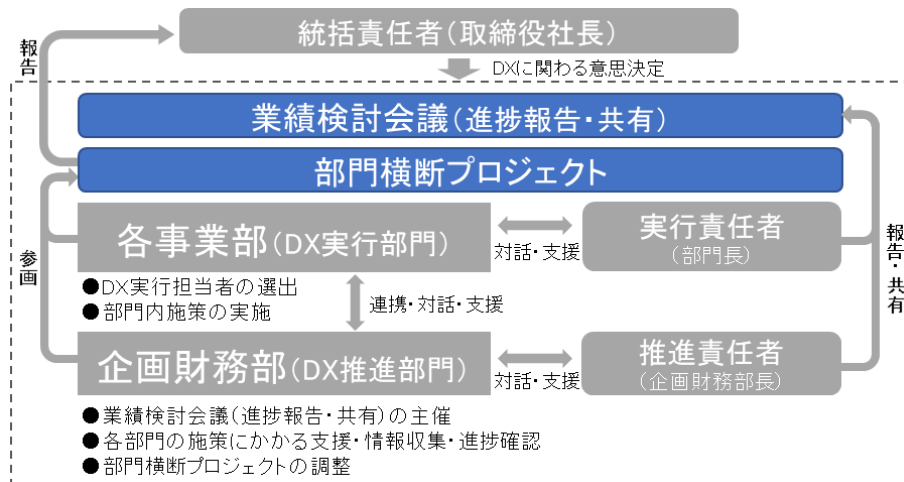 統括責任者(取締役社長)
報告
DXに関わる意思決定
業績検討会議(進捗報告・共有)
部門横断プロジェクト
各事業部(DX実行部門)
対話・支援
実行責任者
(部門長)
報告・共有
参画
●DX実行担当者の選出
●部門内施策の実施
連携・対話・支援
企画財務部(DX推進部門)
対話・支援
推進責任者
(企画財務部長)
●業績検討会議(進捗報告・共有)の主催
●各部門の施策にかかる支援・情報収集・進捗確認
●部門横断プロジェクトの調整